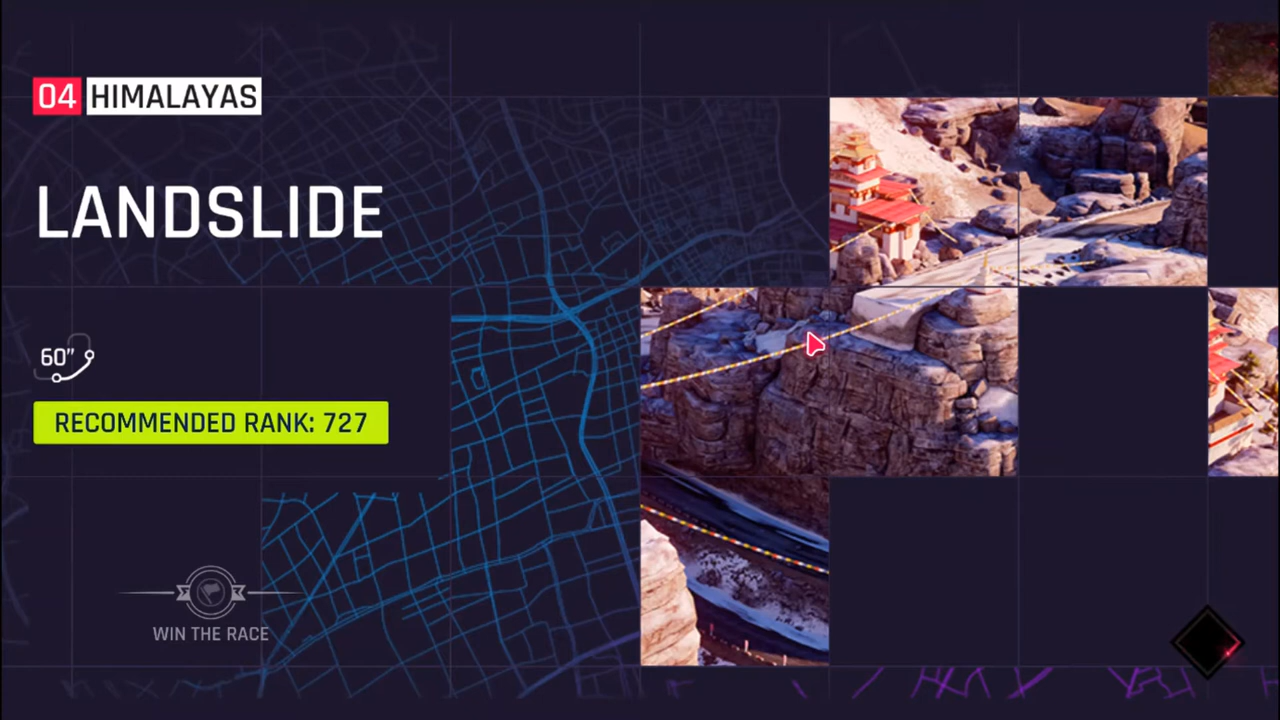 04 HIMALAYAS
LANDSLIDE
60"
RECOMMENDED RANK: 727
WIN THE RACE